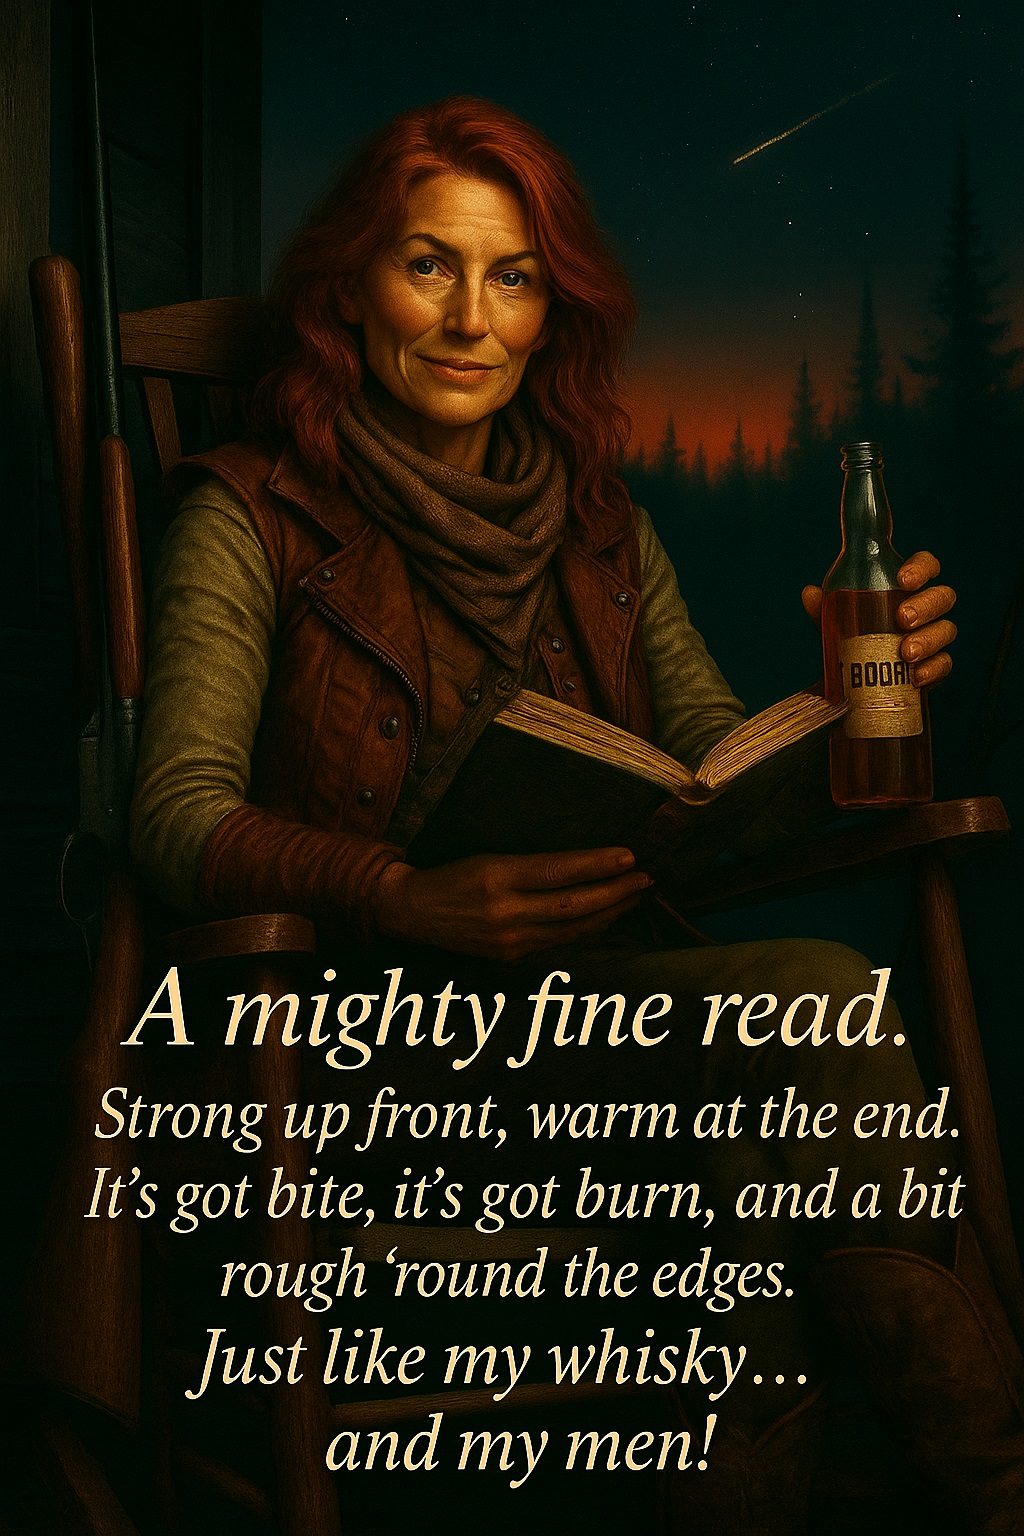 BOOA
A mighty fine read.
Strong up front, warm at the end.
It's got bite, it's got burn, and a bit
rough 'round the edges.
Just like my whisky...
and my men!